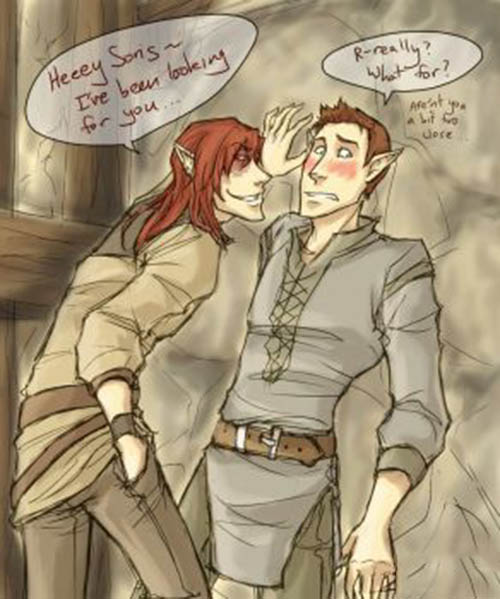 Heeey Sons~
I've been looking
for you...
R-really?
What for?
Aren't you
a bit too
close